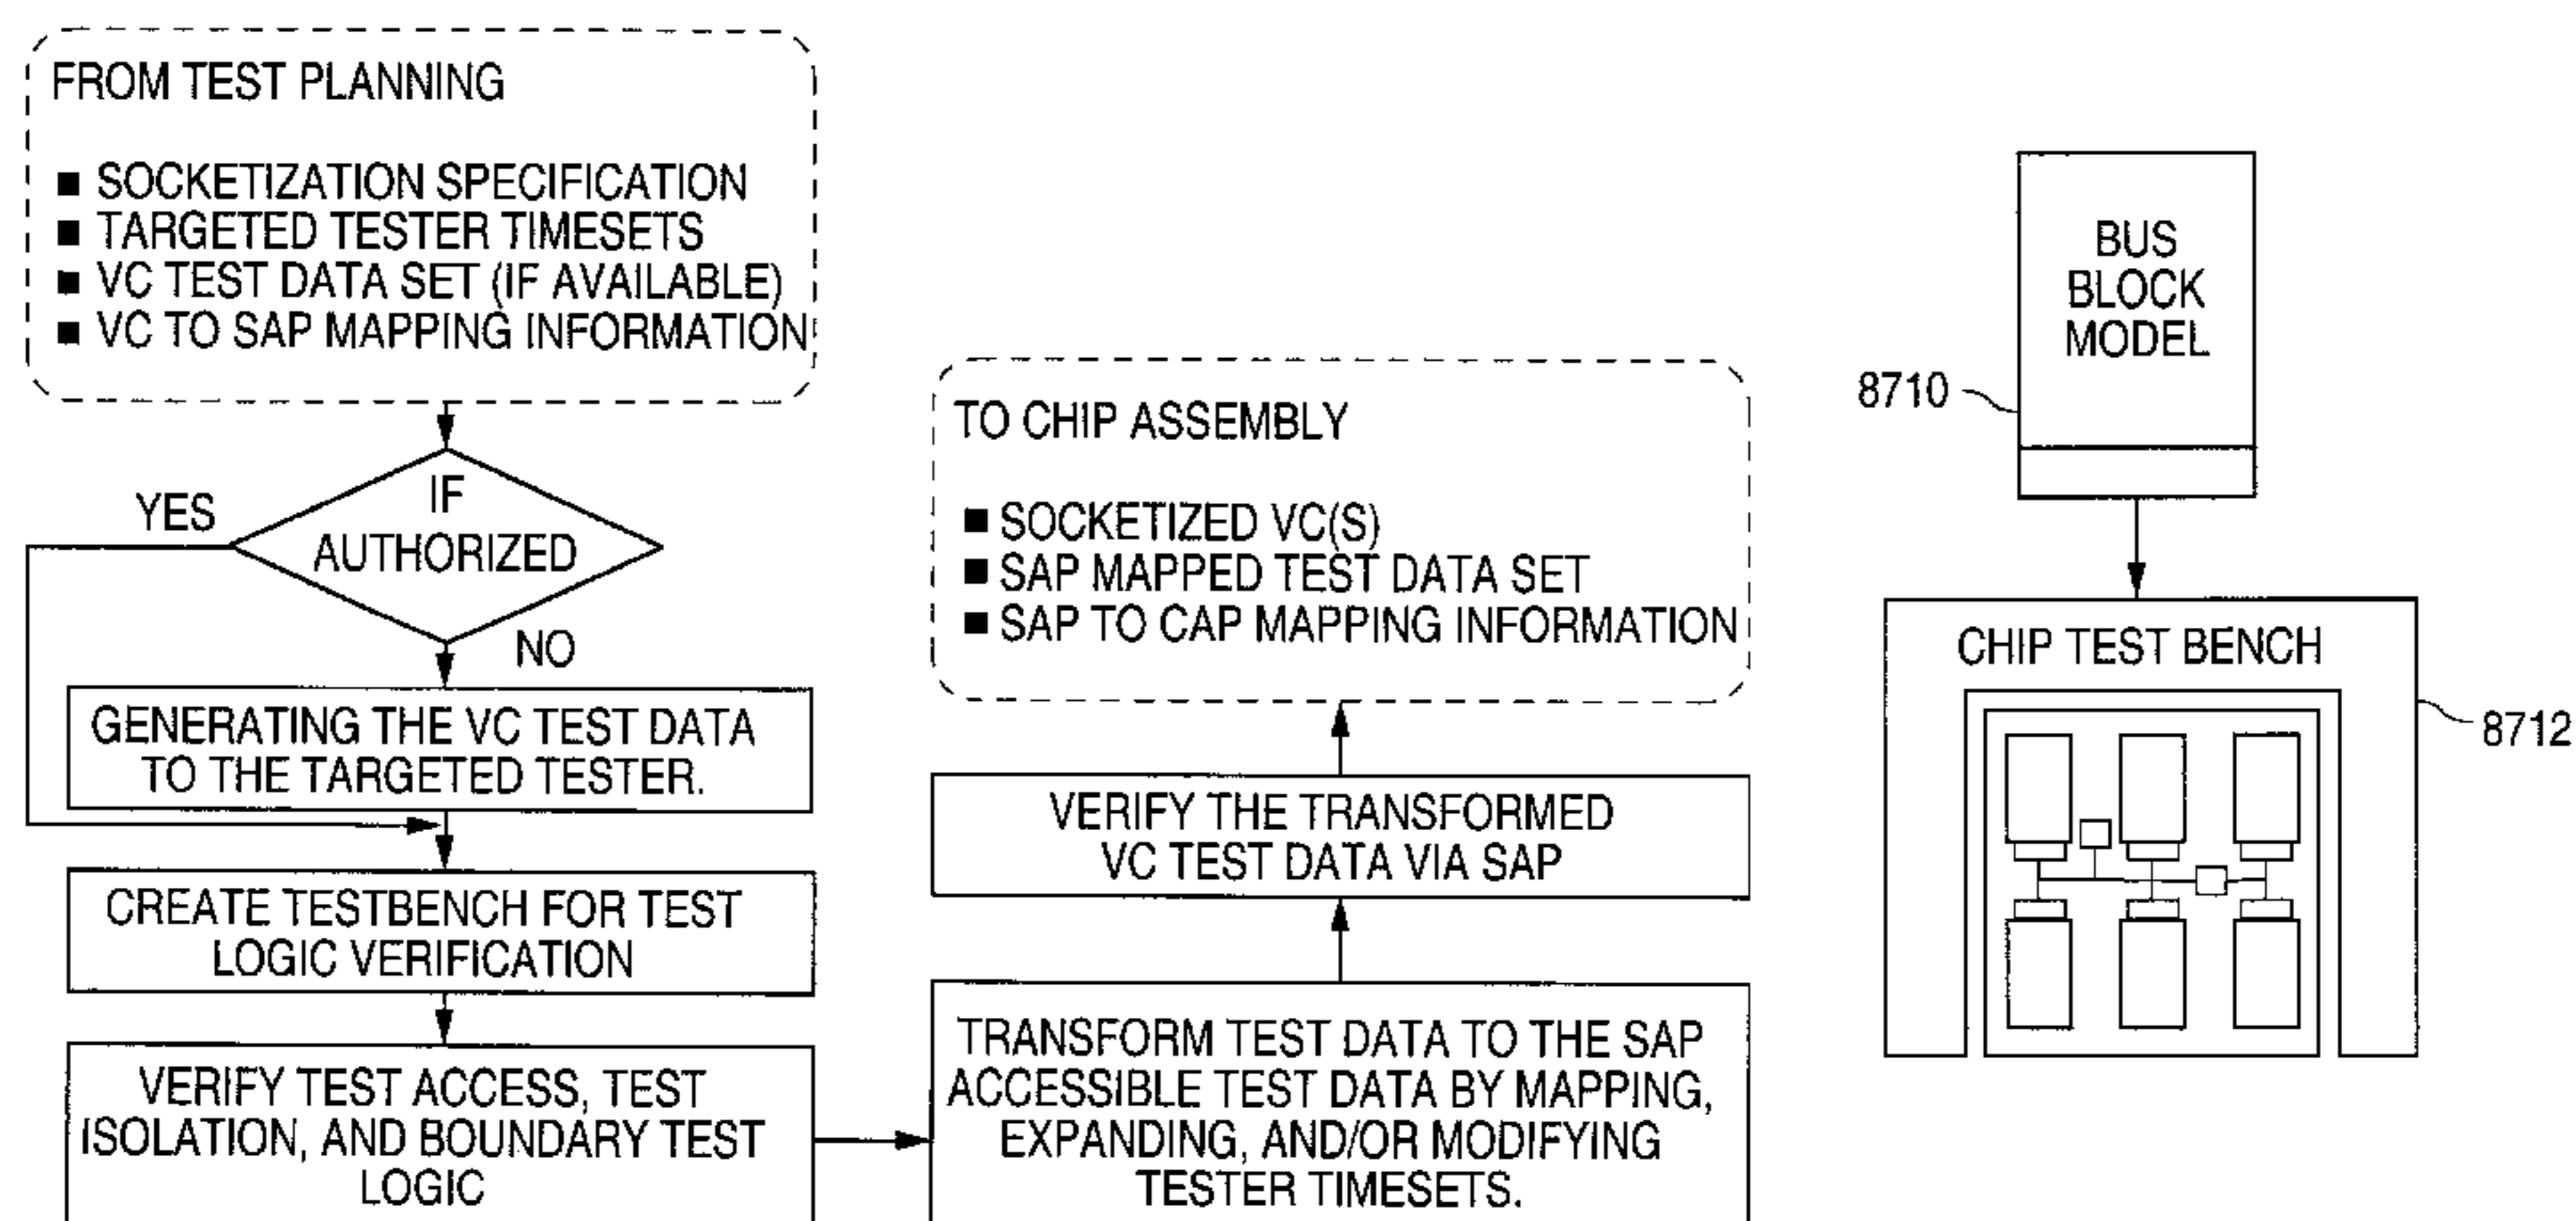 FROM TEST PLANNING
■ SOCKETIZATION SPECIFICATION
■ TARGETED TESTER TIMESETS
■ VC TEST DATA SET (IF AVAILABLE)
■ VC TO SAP MAPPING INFORMATION
IF
AUTHORIZED
YES
NO
GENERATING THE VC TEST DATA
TO THE TARGETED TESTER.
CREATE TESTBENCH FOR TEST
LOGIC VERIFICATION
VERIFY TEST ACCESS, TEST
ISOLATION, AND BOUNDARY TEST
LOGIC
TRANSFORM TEST DATA TO THE SAP
ACCESSIBLE TEST DATA BY MAPPING,
EXPANDING, AND/OR MODIFYING
TESTER TIMESETS.
VERIFY THE TRANSFORMED
VC TEST DATA VIA SAP
TO CHIP ASSEMBLY
■ SOCKETIZED VC(S)
■ SAP MAPPED TEST DATA SET
■ SAP TO CAP MAPPING INFORMATION
BUS
BLOCK
MODEL
8710
CHIP TEST BENCH
8712